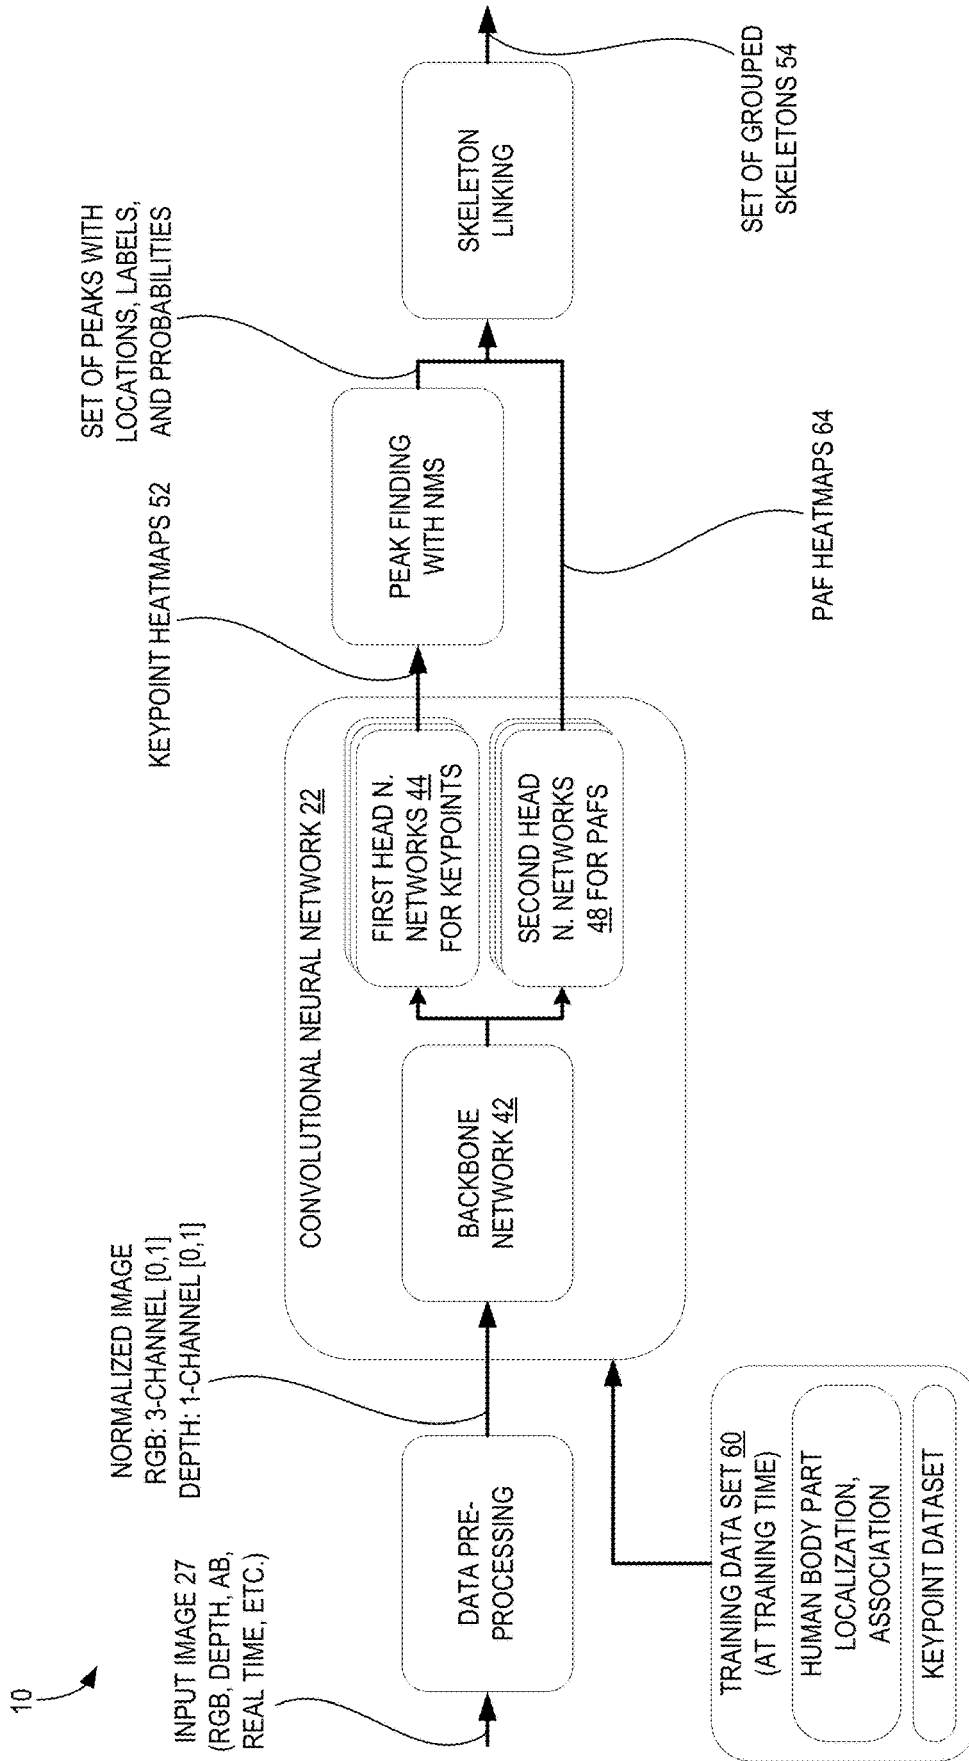 10
INPUT IMAGE 27
(RGB, DEPTH, AB,
REAL TIME, ETC.)
DATA PRE-
PROCESSING
NORMALIZED IMAGE
RGB: 3-CHANNEL [0,1]
DEPTH: 1-CHANNEL [0,1]
TRAINING DATA SET 60
(AT TRAINING TIME)
HUMAN BODY PART
LOCALIZATION,
ASSOCIATION
KEYPOINT DATASET
CONVOLUTIONAL NEURAL NETWORK 22
BACKBONE
NETWORK 42
FIRST HEAD N.
NETWORKS 44
FOR KEYPOINTS
SECOND HEAD
N. NETWORKS
48 FOR PAFS
KEYPOINT HEATMAPS 52
PEAK FINDING
WITH NMS
SET OF PEAKS WITH
LOCATIONS, LABELS,
AND PROBABILITIES
PAF HEATMAPS 64
SKELETON
LINKING
SET OF GROUPED
SKELETONS 54